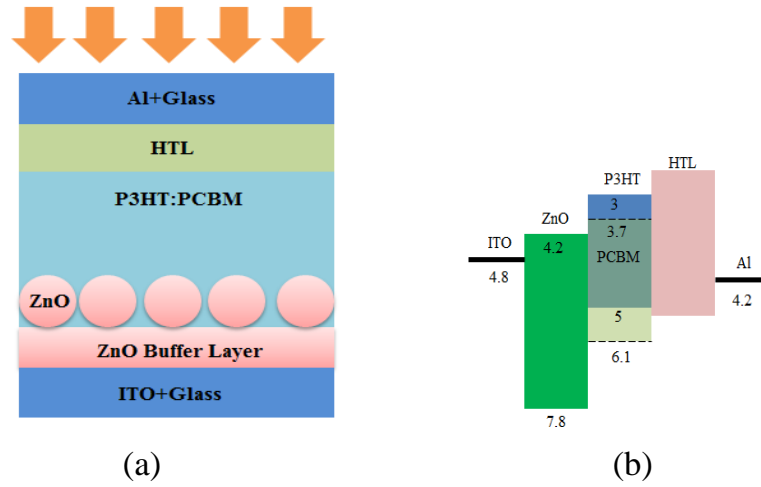 Al+Glass
HTL
P3HT:PCBM
ZnO
ZnO Buffer Layer
ITO+Glass
(a)
HTL
P3HT
3
ZnO
3.7
ITO
4.2
PCBM
4.8
Al
4.2
5
6.1
7.8
(b)